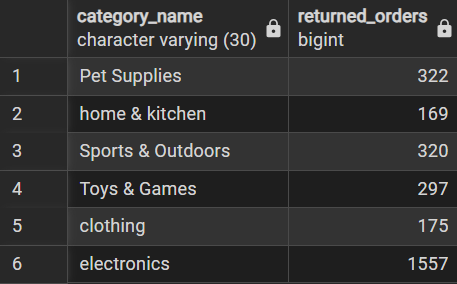 category_name returned_orders
character varying (30) bigint
1 Pet Supplies 322
2 home & kitchen 169
3 Sports & Outdoors 320
4 Toys & Games 297
5 clothing 175
6 electronics 1557